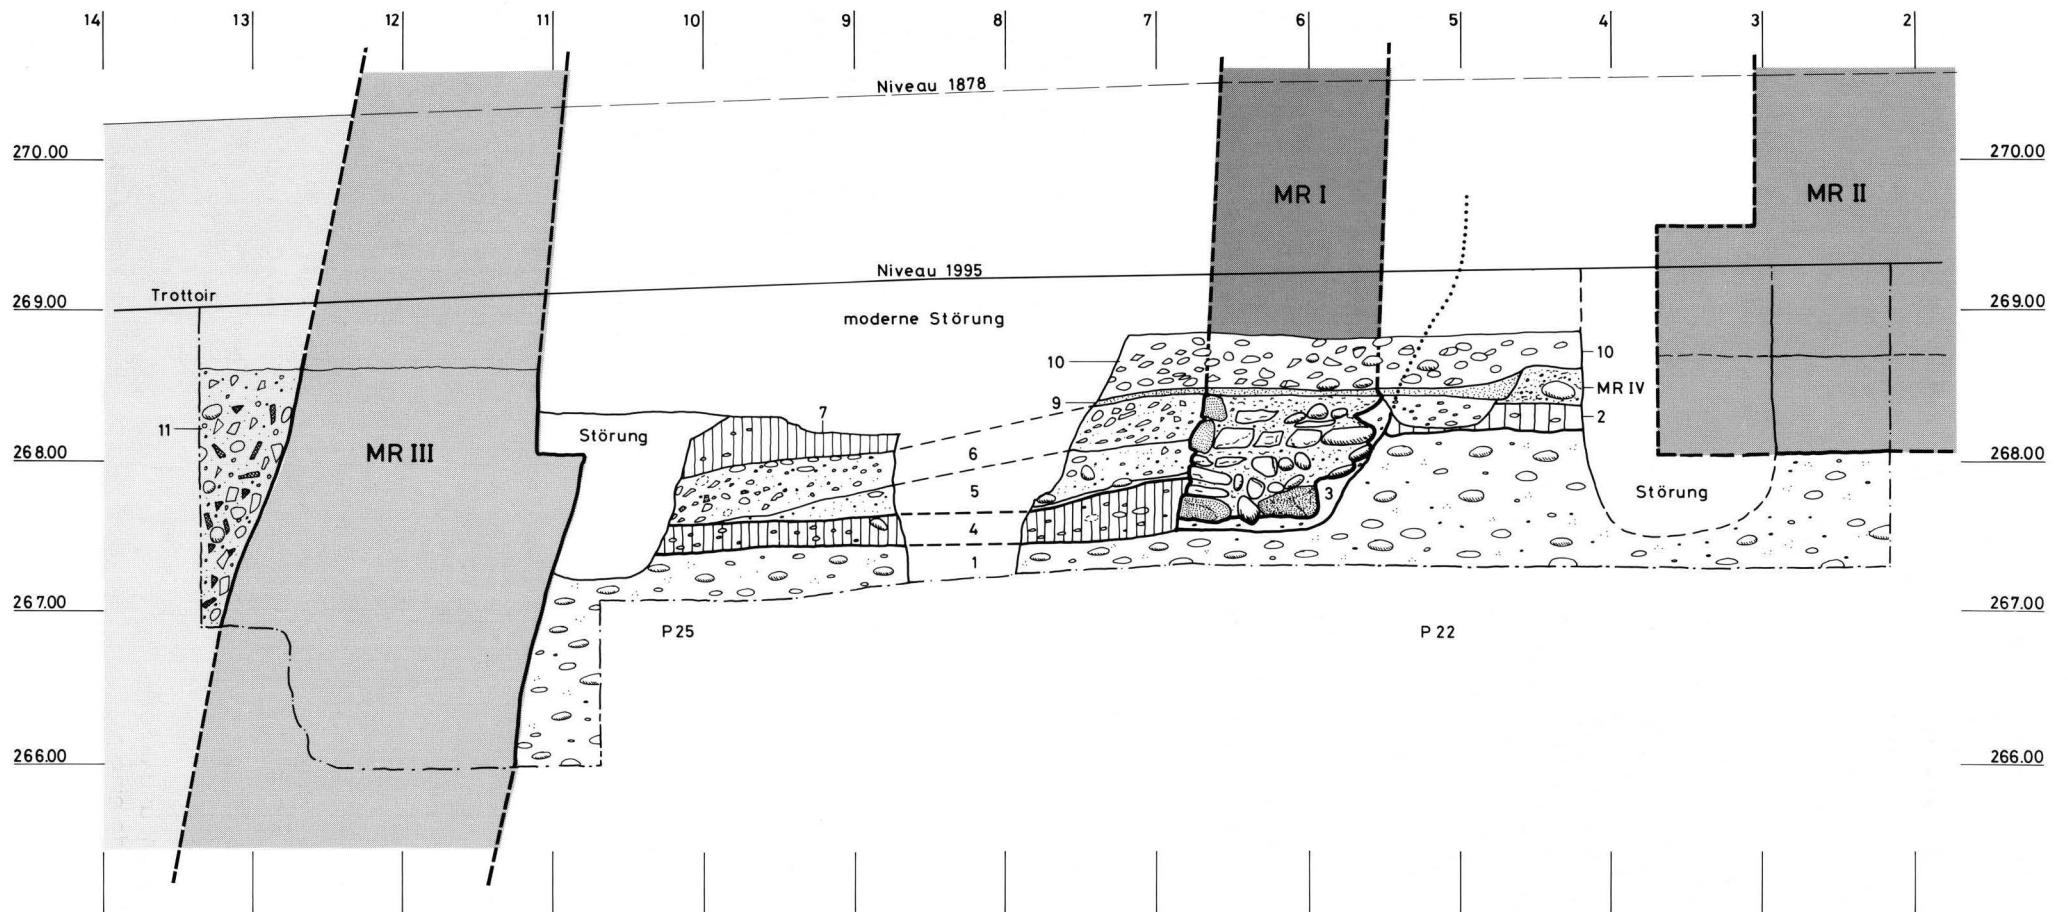 14 13 12 11 10 9 8 7 6 5 4 3 2
Niveau 1878
270.00 270.00
MR I MR II
Niveau 1995
Trottoir
269.00 269.00
moderne Störung
10 10
MR IV
9
7 2
11
Störung
MR III 6
268.00 268.00
5 3 Störung
4
1
267.00 267.00
P 25 P 22
266.00 266.00